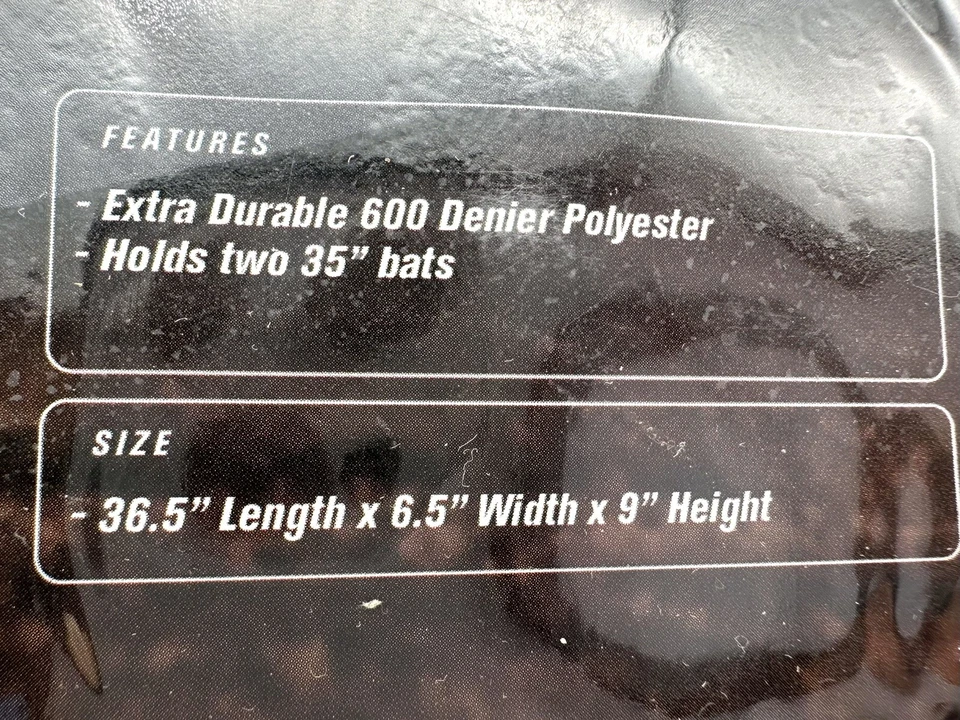 FEATURES
- Extra Durable 600 Denier Polyester
- Holds two 35” bats
SIZE
- 36.5” Length x 6.5” Width x 9” Height